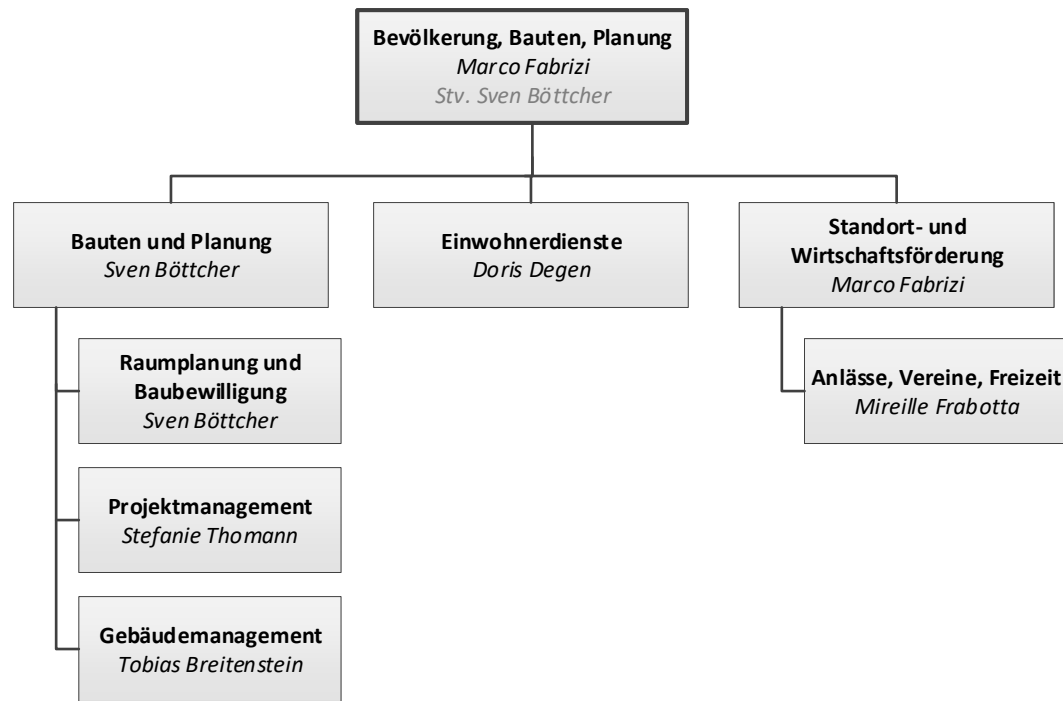 Bevölkerung, Bauten, Planung
Marco Fabrizi
Stv. Sven Böttcher
Bauten und Planung
Sven Böttcher
Einwohnerdienste
Doris Degen
Standort- und
Wirtschaftsförderung
Marco Fabrizi
Raumplanung und
Baubewilligung
Sven Böttcher
Projektmanagement
Stefanie Thomann
Gebäudemanagement
Tobias Breitenstein
Anlässe, Vereine, Freizeit
Mireille Frabotta